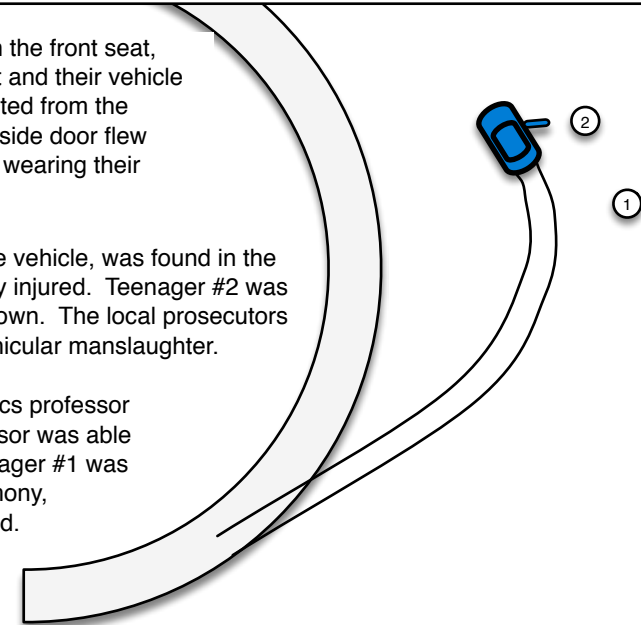 the front seat,
and their vehicle
ted from the
side door flew
wearing their
e vehicle, was found in the
y injured. Teenager #2 was
own. The local prosecutors
nicular manslaughter.
cs professor
sor was able
ager #1 was
nony,
d.
2
1